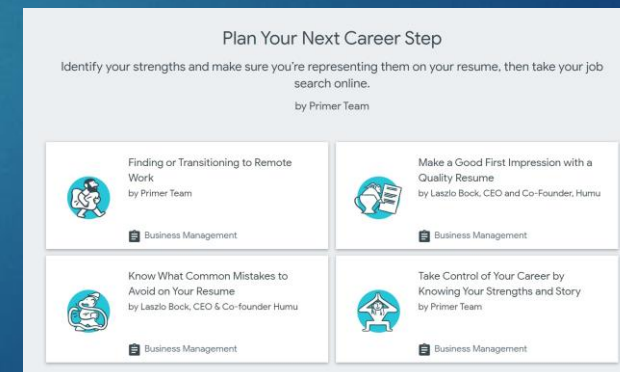 Plan Your Next Career Step
Identify your strengths and make sure you're representing them on your resume, then take your job
search online.
by Primer Team
Finding or Transitioning to Remote
Work
by Primer Team
Business Management
Make a Good First Impression with a
Quality Resume
by Laszlo Bock, CEO and Co-Founder, Humu
Business Management
Know What Common Mistakes to
Avoid on Your Resume
by Laszlo Bock, CEO & Co-founder Humu
Business Management
Take Control of Your Career by
Knowing Your Strengths and Story
by Primer Team
Business Management